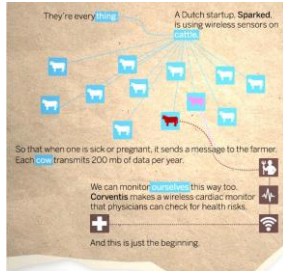 They're everything.
A Dutch startup, Sparked,
is using wireless sensors on
cattle.
So that when one is sick or pregnant, it sends a message to the farmer.
Each cow transmits 200 mb of data per year.
We can monitor ourselves this way too.
Corventis makes a wireless cardiac monitor
that physicians can check for health risks.
And this is just the beginning.